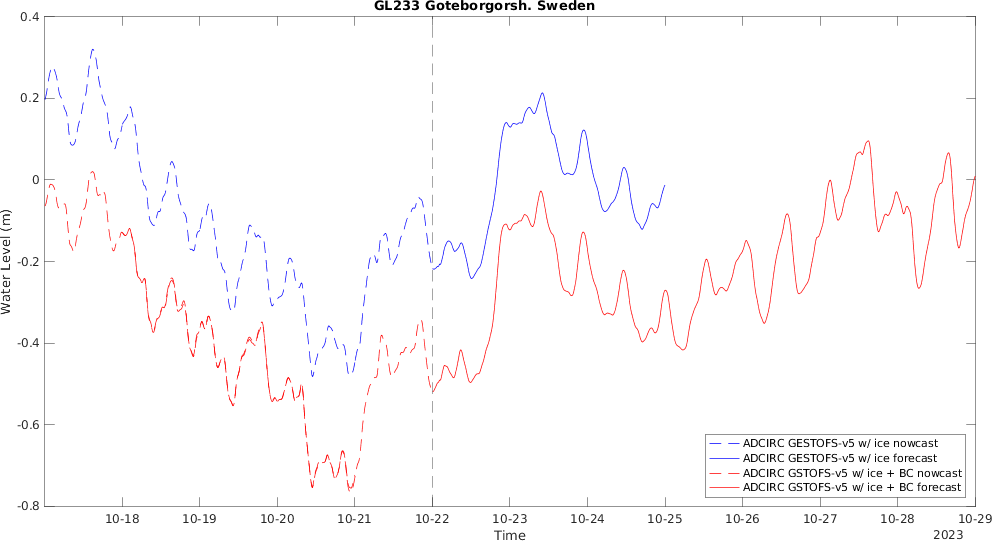 GL233 Goteborgorsh. Sweden
0.4
0.2
0
-0.2
-0.4
-0.6
-0.8
Water Level (m)
ADCIRC GESTOFS-v5 w/ ice nowcast
ADCIRC GESTOFS-v5 w/ ice forecast
ADCIRC GSTOFS-v5 w/ ice + BC nowcast
ADCIRC GSTOFS-v5 w/ ice + BC forecast
10-18 10-19 10-20 10-21 10-22 10-23 10-24 10-25 10-26 10-27 10-28 10-29
Time 2023